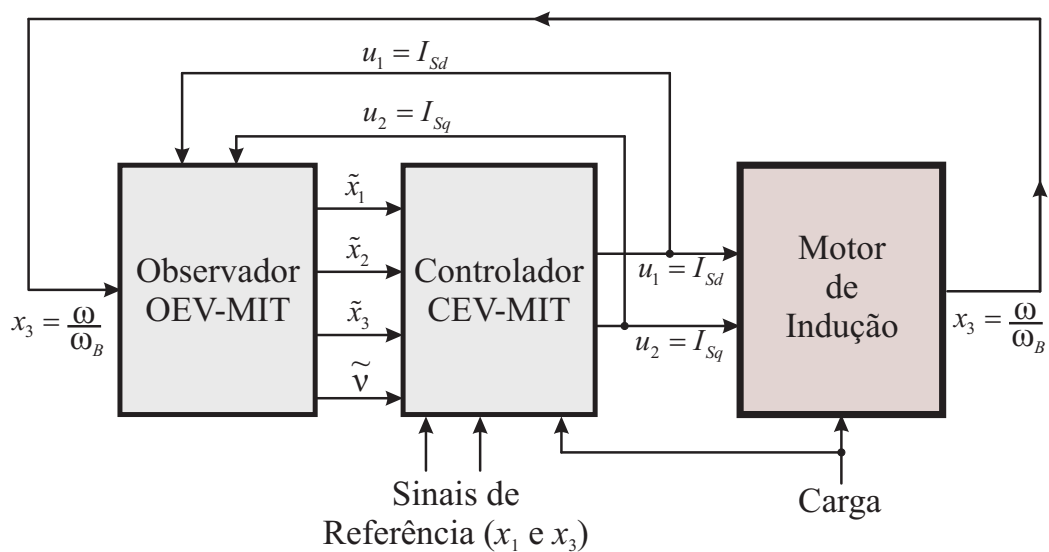 u₁ = I_Sd
u₂ = I_Sq
Observador
OEV-MIT
x̃₁
x̃₂
x̃₃
ν̃
Controlador
CEV-MIT
u₁ = I_Sd
u₂ = I_Sq
Motor
de
Indução
x₃ = ω/ω_B
x₃ = ω/ω_B
Sinais de
Referência (x₁ e x₃)
Carga